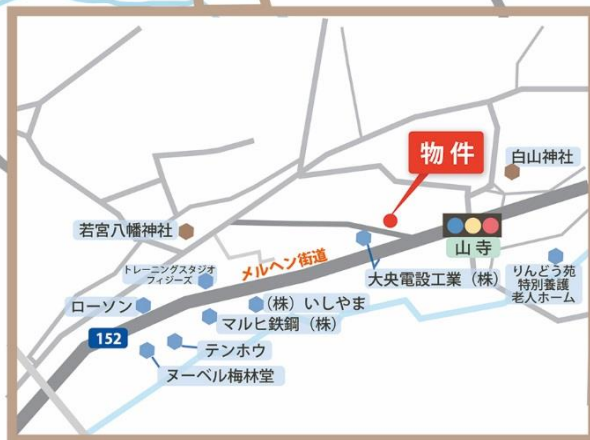 物件
白山神社
若宮八幡神社
山寺
メルヘン街道
大央電設工業（株）
りんどう苑
特別養護
老人ホーム
トレーニングスタジオ
フィジーズ
ローソン
（株）いしやま
マルヒ鉄鋼（株）
152
テンホウ
ヌーベル梅林堂